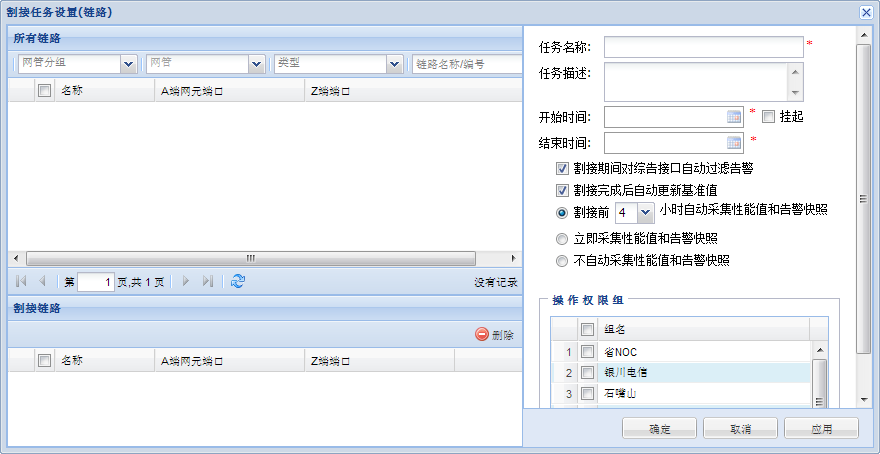 割接任务设置(链路)
所有链路
网管分组 网管 类型 链路名称/编号
名称 A端网元端口 Z端端口
第 1 页,共 1 页 没有记录
割接链路
删除
名称 A端网元端口 Z端端口
任务名称: *
任务描述:
开始时间: * 挂起
结束时间: *
割接期间对综告接口自动过滤告警
割接完成后自动更新基准值
割接前 4 小时自动采集性能值和告警快照
立即采集性能值和告警快照
不自动采集性能值和告警快照
操作权限组
组名
1 省NOC
2 银川电信
3 石嘴山
确定 取消 应用